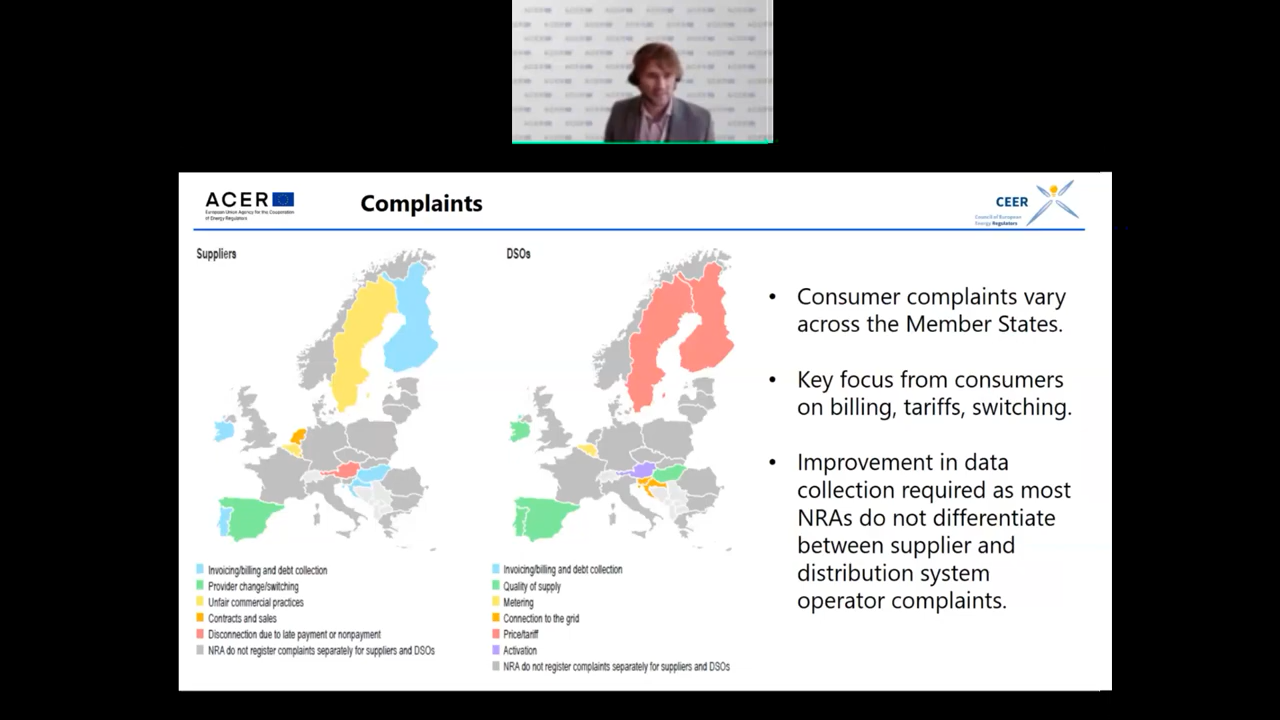 ACER
European Union Agency for the Cooperation
of Energy Regulators
Complaints
CEER
Council of European
Energy Regulators
Suppliers
DSOs
Invoicing/billing and debt collection
Provider change/switching
Unfair commercial practices
Contracts and sales
Disconnection due to late payment or nonpayment
NRA do not register complaints separately for suppliers and DSOs
Invoicing/billing and debt collection
Quality of supply
Metering
Connection to the grid
Price/tariff
Activation
NRA do not register complaints separately for suppliers and DSOs
• Consumer complaints vary
across the Member States.
• Key focus from consumers
on billing, tariffs, switching.
• Improvement in data
collection required as most
NRAs do not differentiate
between supplier and
distribution system
operator complaints.